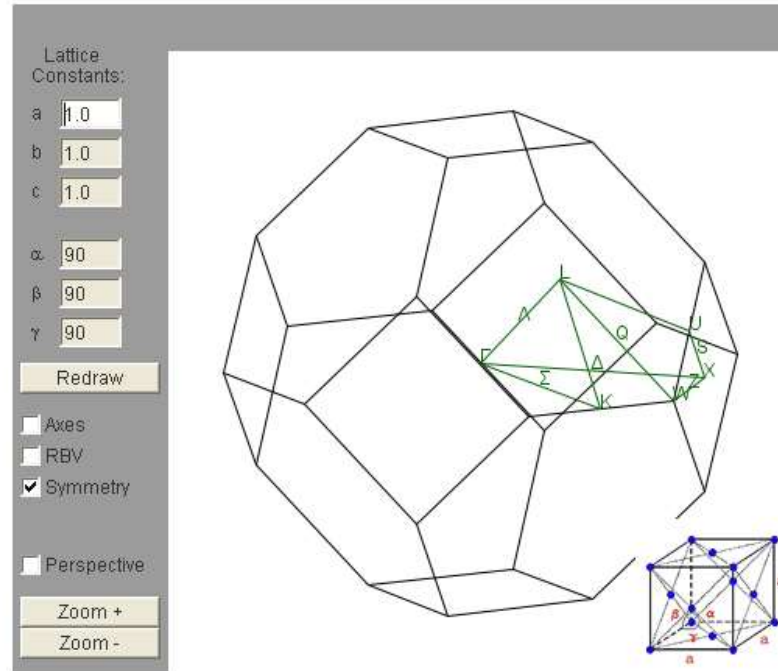 Lattice
Constants:
a 1.0
b 1.0
c 1.0
α 90
β 90
γ 90
Redraw
Axes
RBV
Symmetry
Perspective
Zoom +
Zoom -
L
Λ
Q
U
S
Γ
Δ
X
Σ
Z
W
K
β α
γ
a
a